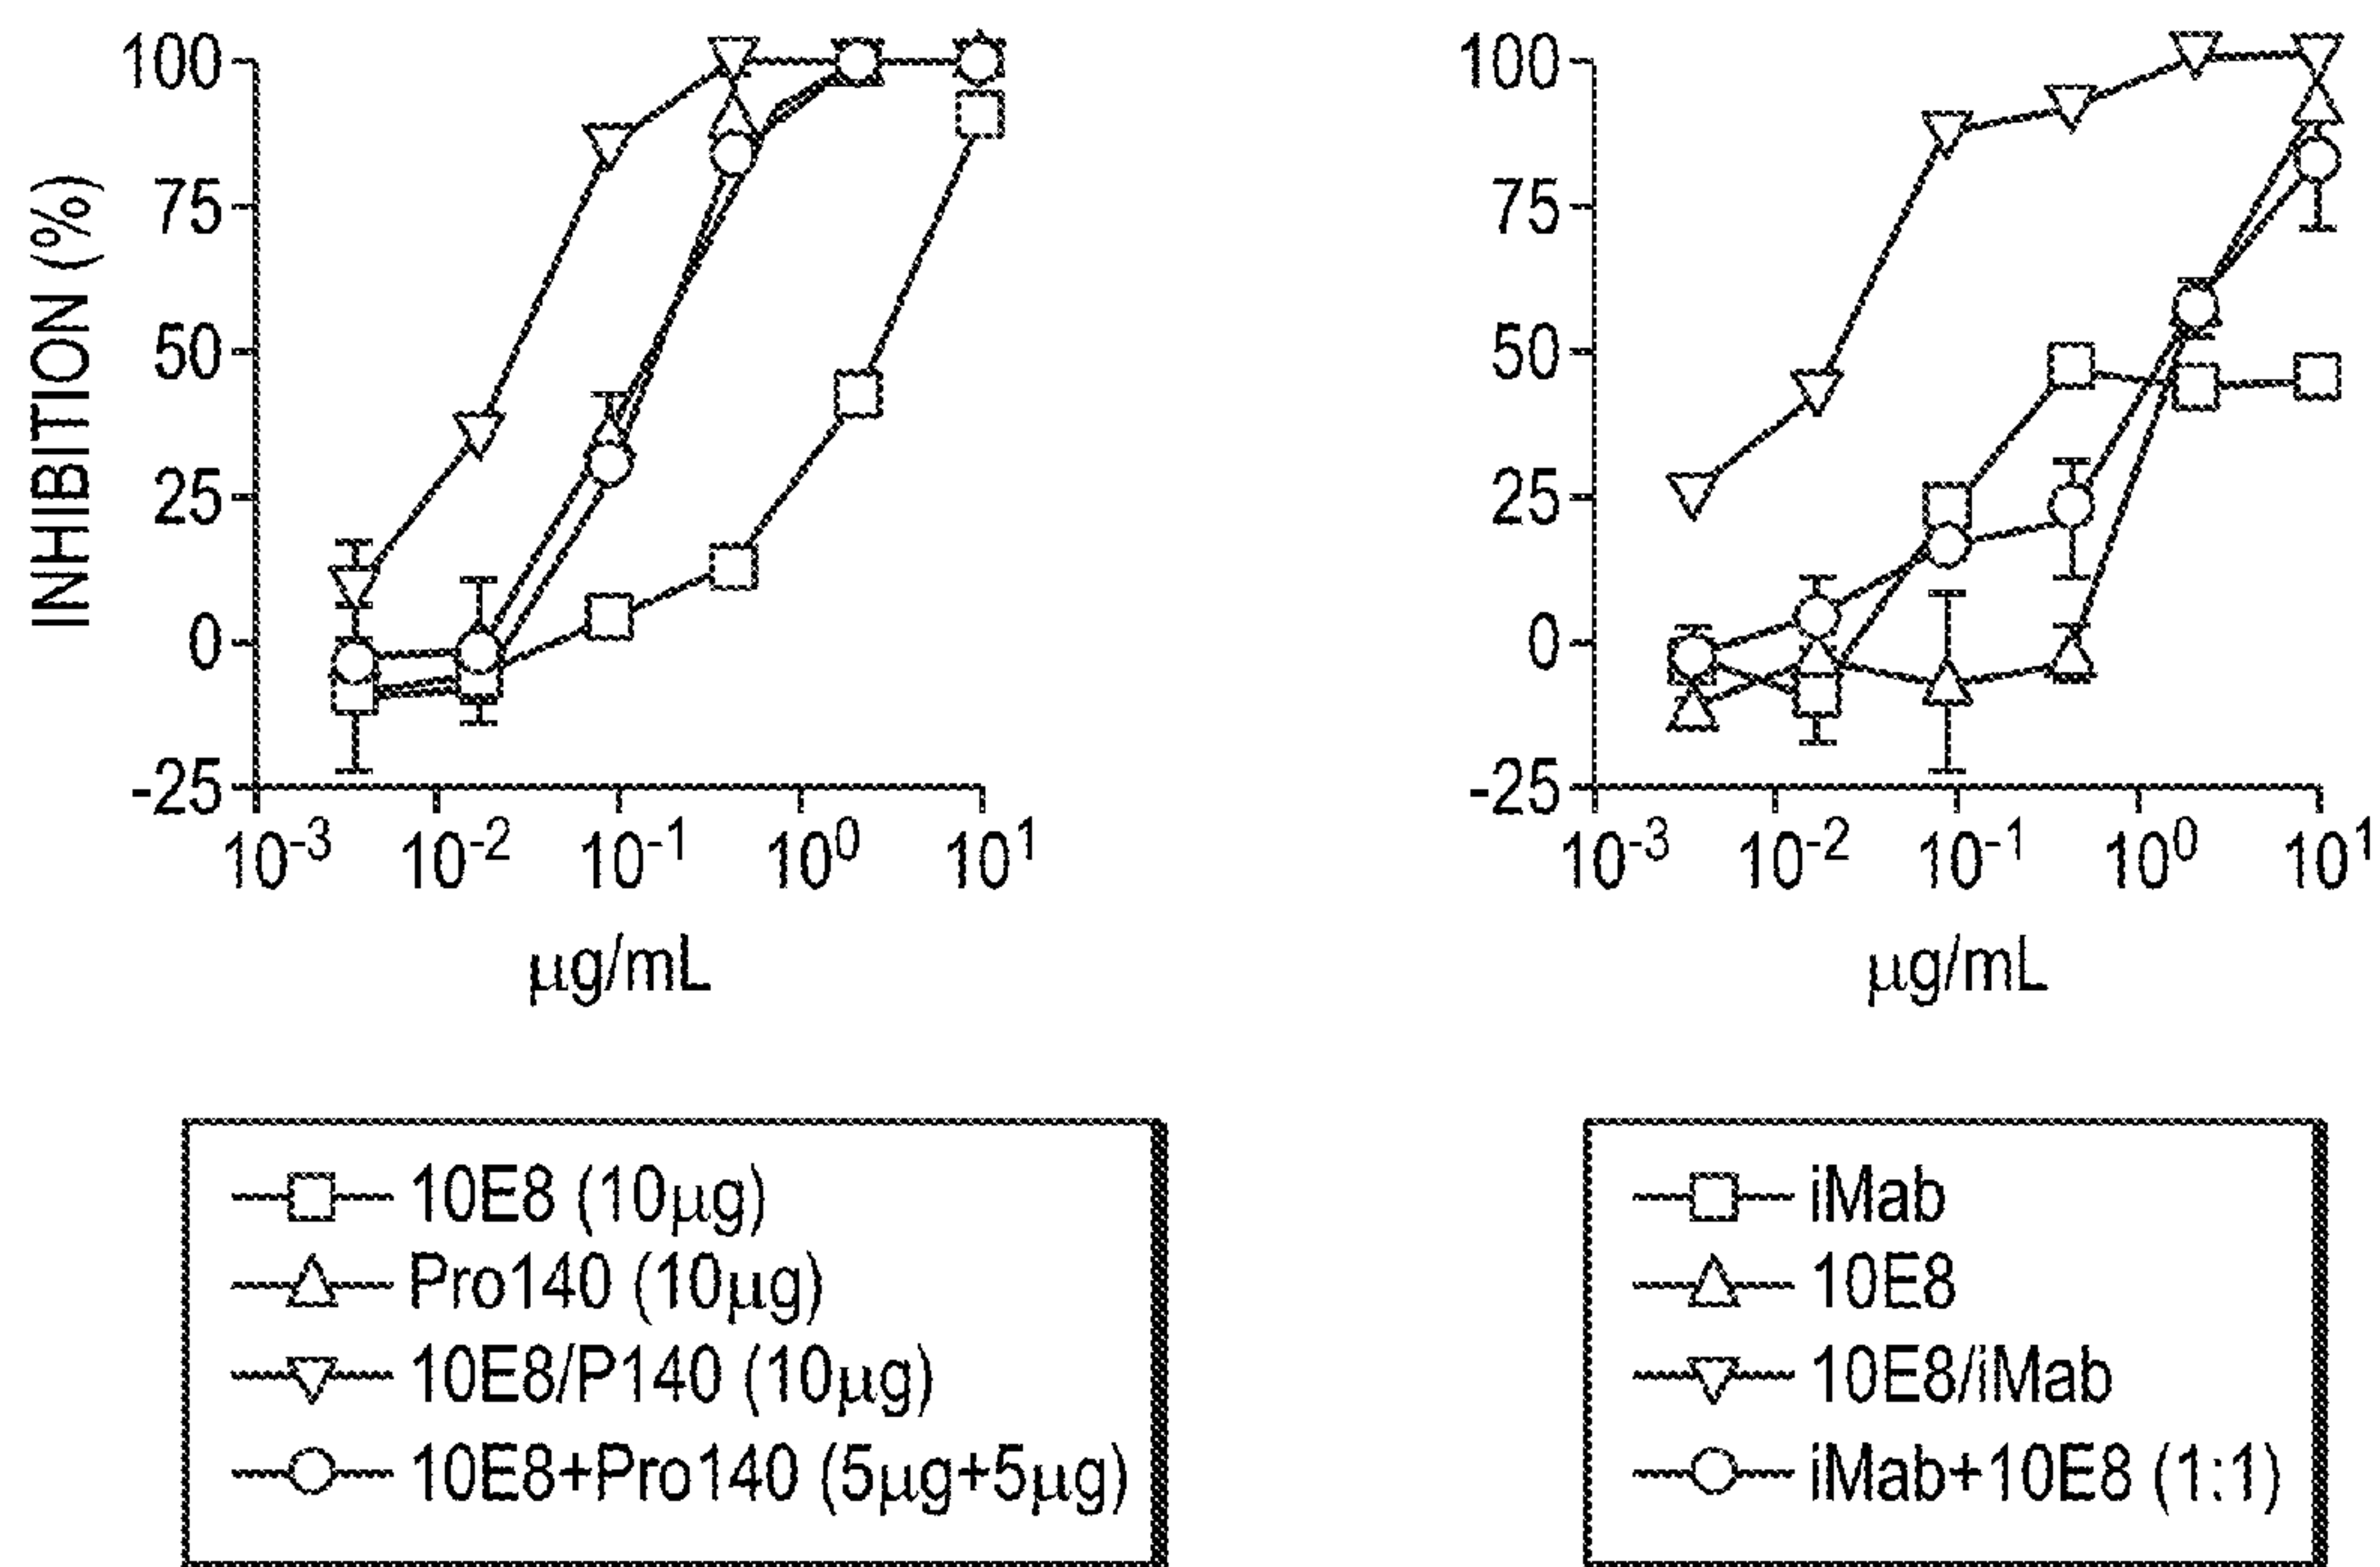 INHIBITION (%)
100
75
50
25
0
-25
10-3 10-2 10-1 100 101
µg/mL
10E8 (10µg)
Pro140 (10µg)
10E8/P140 (10µg)
10E8+Pro140 (5µg+5µg)
100
75
50
25
0
-25
10-3 10-2 10-1 100 101
µg/mL
iMab
10E8
10E8/iMab
iMab+10E8 (1:1)